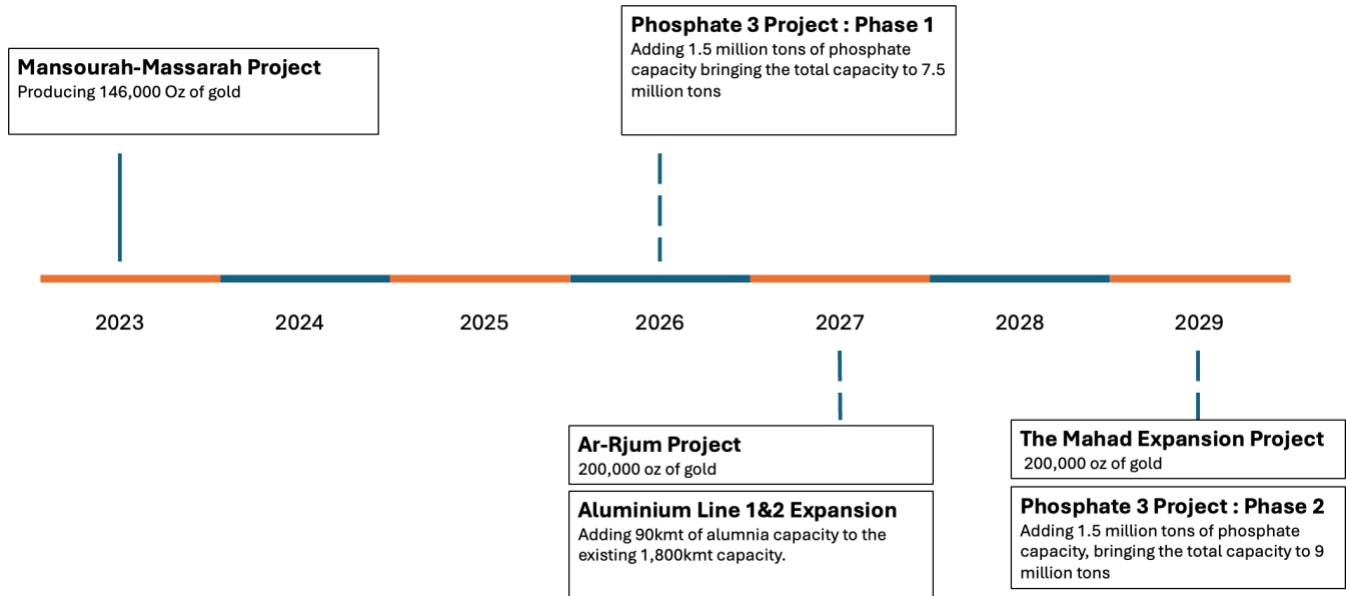 Phosphate 3 Project : Phase 1
Adding 1.5 million tons of phosphate
capacity bringing the total capacity to 7.5
million tons
Mansourah-Massarah Project
Producing 146,000 Oz of gold
2023
2024
2025
2026
2027
2028
2029
Ar-Rjum Project
200,000 oz of gold
Aluminium Line 1&2 Expansion
Adding 90kmt of alumnia capacity to the
existing 1,800kmt capacity.
The Mahad Expansion Project
200,000 oz of gold
Phosphate 3 Project : Phase 2
Adding 1.5 million tons of phosphate
capacity, bringing the total capacity to 9
million tons